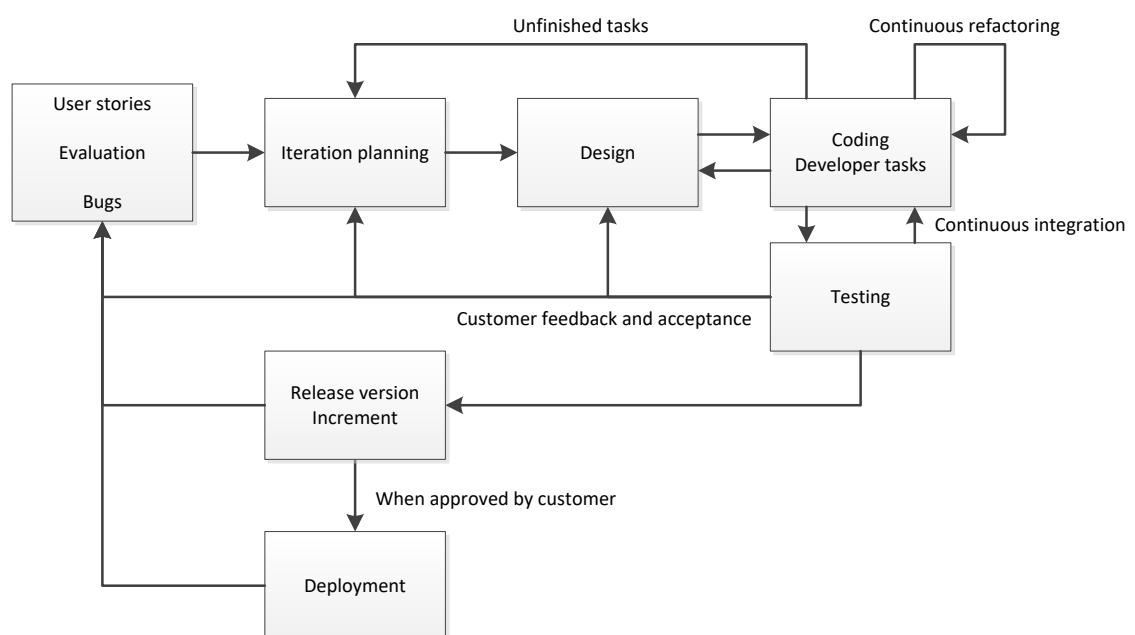 Unfinished tasks
Continuous refactoring
User stories
Evaluation
Bugs
Iteration planning
Design
Coding
Developer tasks
Continuous integration
Testing
Customer feedback and acceptance
Release version
Increment
When approved by customer
Deployment